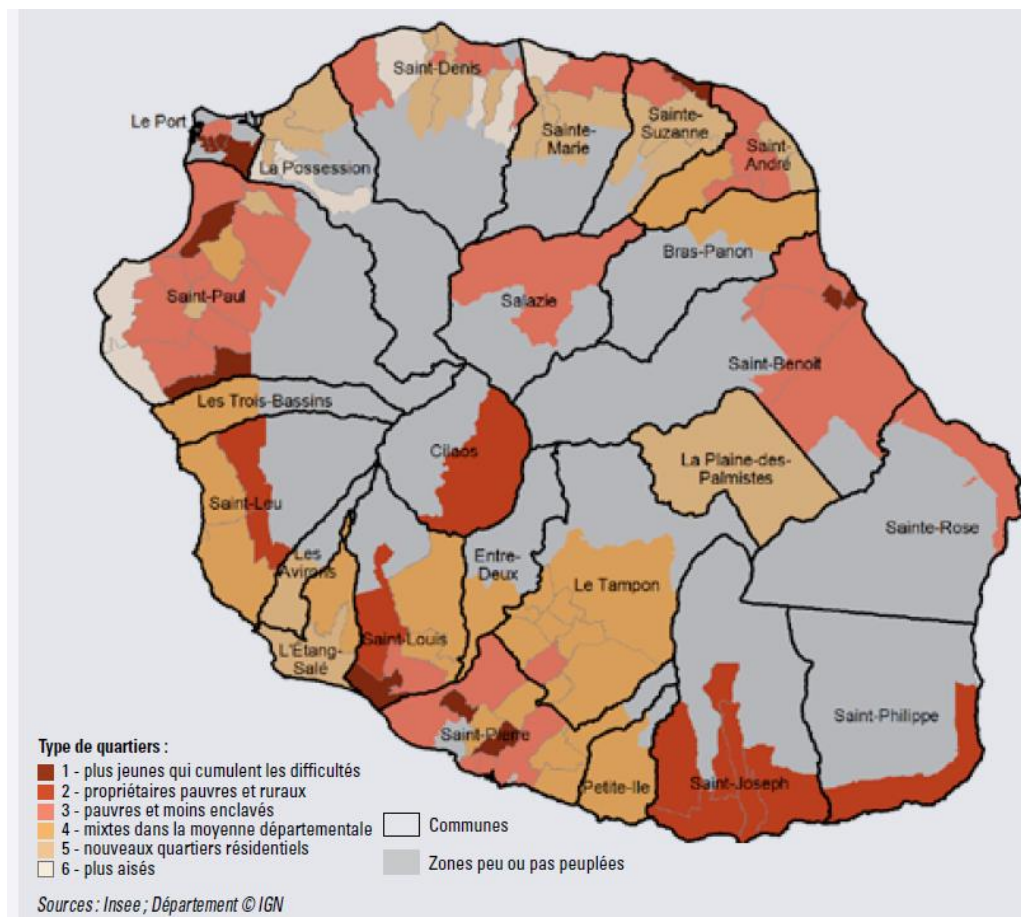 Saint-Denis
Le Port
Sainte-
Marie
Sainte-
Suzanne
Saint-
André
La Possession
Bras-Panon
Saint-Paul
Salazie
Saint-Benoit
Les Trois-Bassins
Cilaos
La Plaine-des-
Palmistes
Saint-Leu
Sainte-Rose
Les
Avirons
Entre-
Deux
Le Tampon
L'Etang-
Salé
Saint-Louis
Saint-Philippe
Saint-Pierre
Petite-Ile
Saint-Joseph
Type de quartiers :
1 - plus jeunes qui cumulent les difficultés
2 - propriétaires pauvres et ruraux
3 - pauvres et moins enclavés
4 - mixtes dans la moyenne départementale
5 - nouveaux quartiers résidentiels
6 - plus aisés
Communes
Zones peu ou pas peuplées
Sources : Insee ; Département © IGN